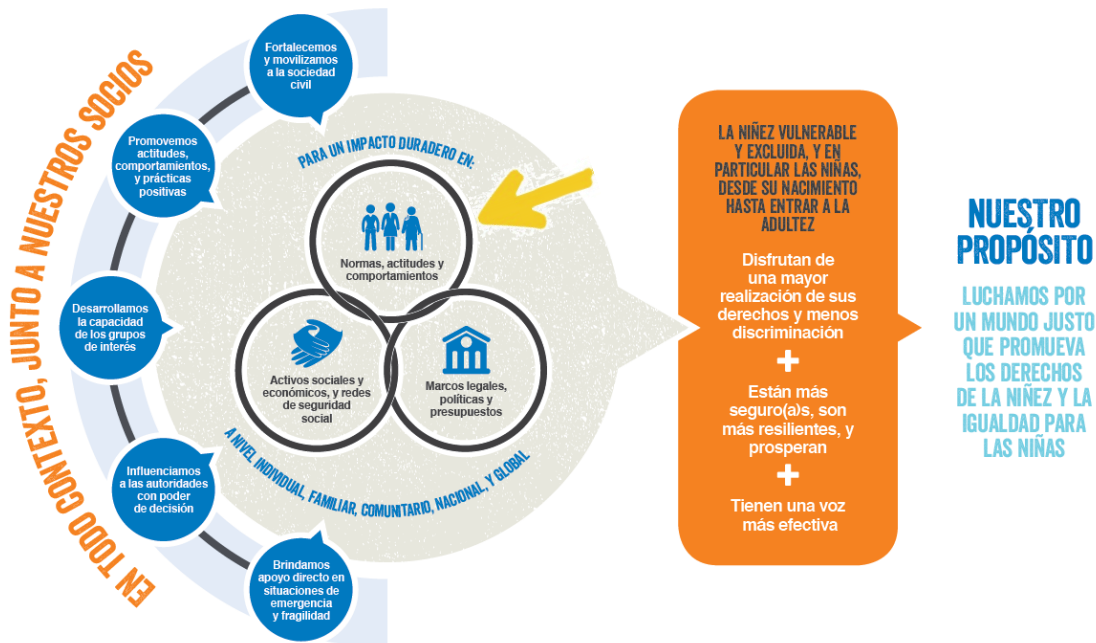 EN TODO CONTEXTO, JUNTO A NUESTROS SOCIOS
Fortalecemos
y movilizamos
a la sociedad
civil
Promovemos
actitudes,
comportamientos,
y prácticas
positivas
Desarrollamos
la capacidad
de los grupos
de interés
Influenciamos
a las autoridades
con poder
de decisión
Brindamos
apoyo directo en
situaciones de
emergencia
y fragilidad
PARA UN IMPACTO DURADERO EN:
Normas, actitudes y
comportamientos
Activos sociales y
económicos, y redes
de seguridad
social
Marcos legales,
políticas y
presupuestos
A NIVEL INDIVIDUAL, FAMILIAR, COMUNITARIO, NACIONAL, Y GLOBAL
LA NIÑEZ VULNERABLE
Y EXCLUIDA, Y EN
PARTICULAR LAS NIÑAS,
DESDE SU NACIMIENTO
HASTA ENTRAR A LA
ADULTEZ
Disfrutan de
una mayor
realización de sus
derechos y menos
discriminación
+
Están más
seguro(a)s, son
más resilientes, y
prosperan
+
Tienen una voz
más efectiva
NUESTRO
PROPÓSITO
LUCHAMOS POR
UN MUNDO JUSTO
QUE PROMUEVA
LOS DERECHOS
DE LA NIÑEZ Y LA
IGUALDAD PARA
LAS NIÑAS